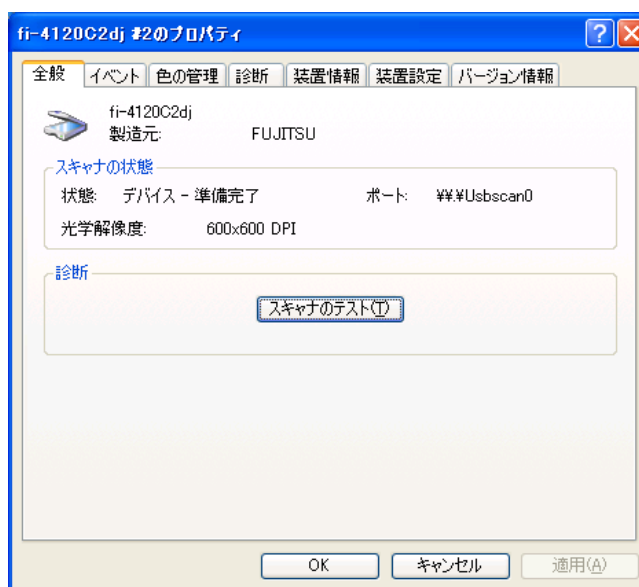 fi-4120C2dj #2のプロパティ
全般 イベント 色の管理 診断 装置情報 装置設定 バージョン情報
fi-4120C2dj
製造元: FUJITSU
スキャナの状態
状態: デバイス - 準備完了 ポート: ¥¥.¥Usbscan0
光学解像度: 600x600 DPI
診断
スキャナのテスト(T)
OK キャンセル 適用(A)